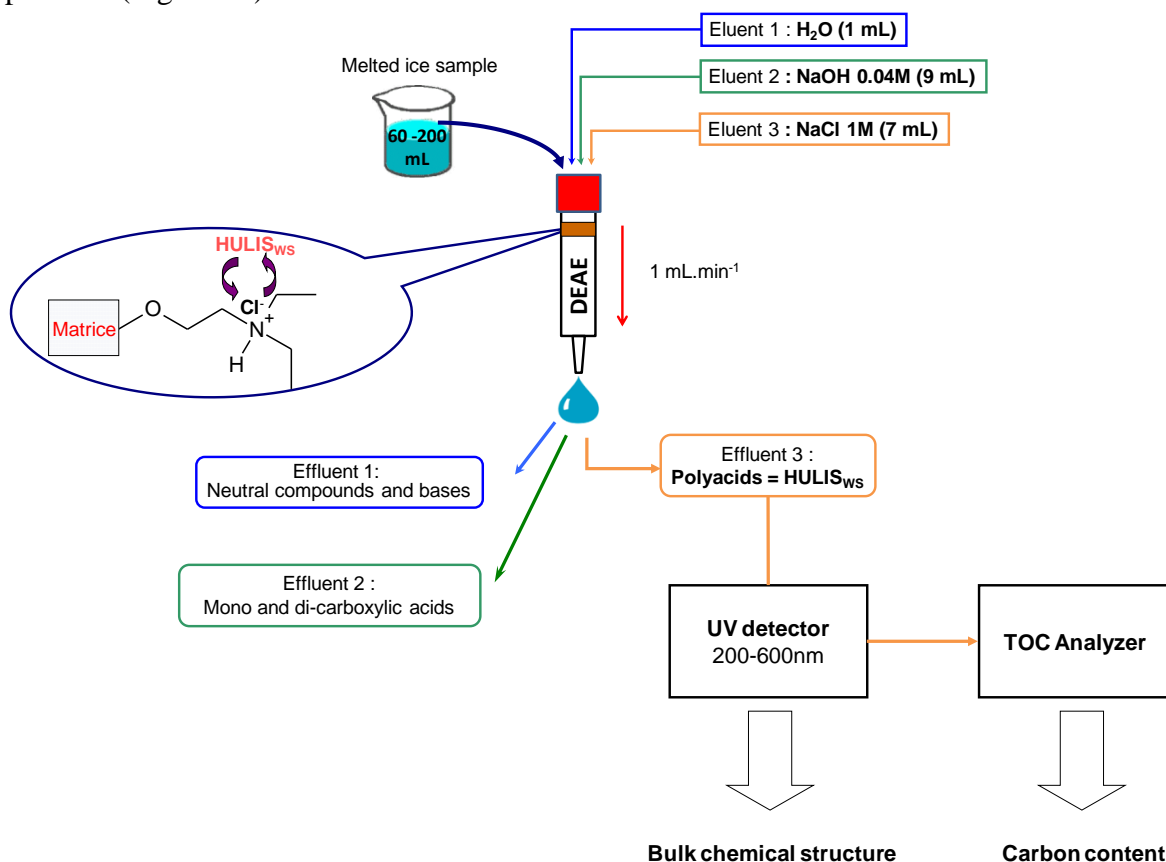 Eluent 1 : H₂O (1 mL)
Melted ice sample
Eluent 2 : NaOH 0.04M (9 mL)
60 -200
mL
Eluent 3 : NaCl 1M (7 mL)
HULISWS
Cl⁻
O
N⁺
H
Matrice
DEAE
1 mL.min⁻¹
Effluent 1:
Neutral compounds and bases
Effluent 3 :
Polyacids = HULISWS
Effluent 2 :
Mono and di-carboxylic acids
UV detector
200-600nm
TOC Analyzer
Bulk chemical structure
Carbon content